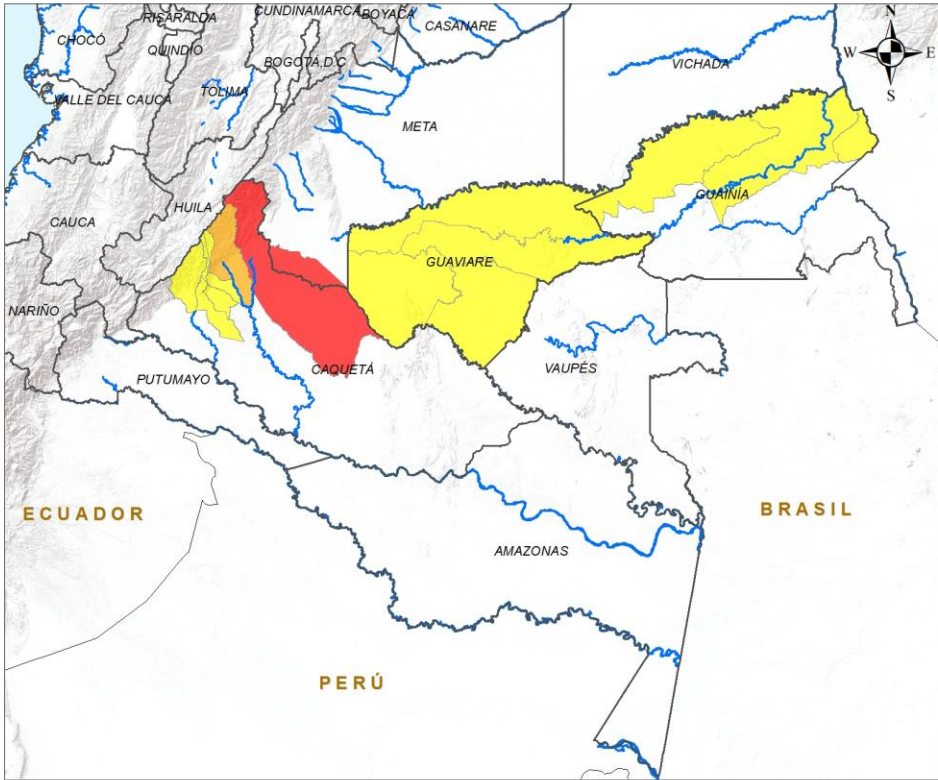 RISARALDA
CUNDINAMARCA
BOYACÁ
CASANARE
CHOCÓ
QUINDIO
BOGOTÁ D.C
VICHADA
N
W
E
S
VALLE DEL CAUCA
TOLIMA
META
GUAINÍA
CAUCA
HUILA
GUAVIARE
NARIÑO
CAQUETÁ
VAUPÉS
PUTUMAYO
ECUADOR
BRASIL
AMAZONAS
PERÚ